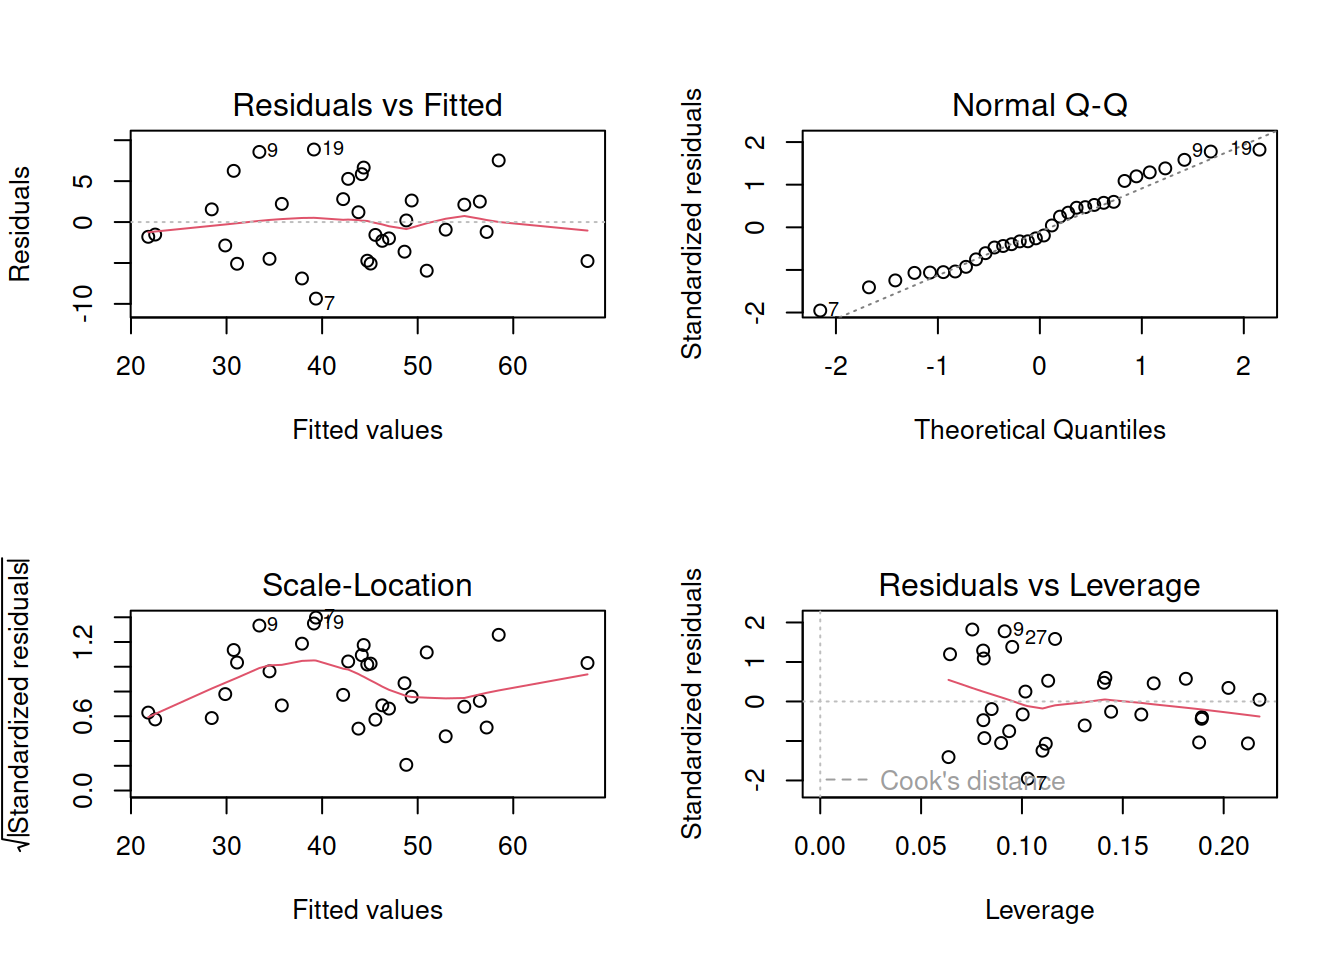 Residuals vs Fitted
Residuals
5
0
-10
9
19
7
20 30 40 50 60
Fitted values
Normal Q-Q
Standardized residuals
2
1
0
-2
9
19
7
-2 -1 0 1 2
Theoretical Quantiles
Scale-Location
√|Standardized residuals|
1.2
0.6
0.0
7
9
19
20 30 40 50 60
Fitted values
Residuals vs Leverage
Standardized residuals
2
1
0
-2
9
27
7
Cook's distance
0.00 0.05 0.10 0.15 0.20
Leverage